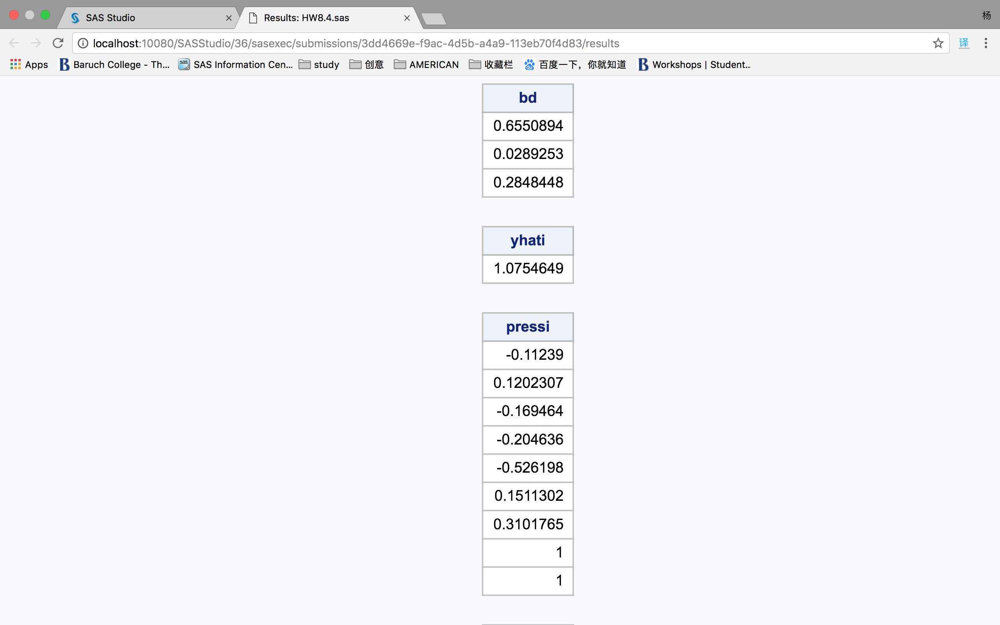 SAS Studio
Results: HW8.4.sas
杨
localhost:10080/SASStudio/36/sasexec/submissions/3dd4669e-f9ac-4d5b-a4a9-113eb70f4d83/results
译
Apps
B Baruch College - Th...
sas SAS Information Cen...
study
创意
AMERICAN
收藏栏
du 百度一下，你就知道
B Workshops | Student...
bd
0.6550894
0.0289253
0.2848448
yhati
1.0754649
pressi
-0.11239
0.1202307
-0.169464
-0.204636
-0.526198
0.1511302
0.3101765
1
1